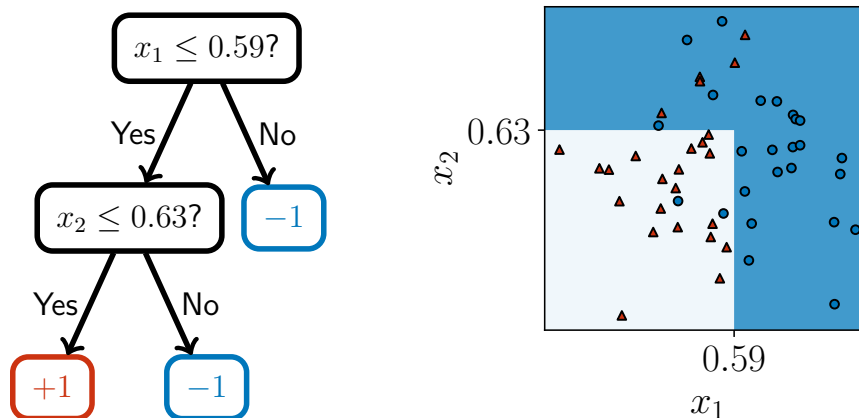 x₁ ≤ 0.59?
Yes
No
x₂ ≤ 0.63?
−1
Yes
No
+1
−1
0.63
x₂
0.59
x₁